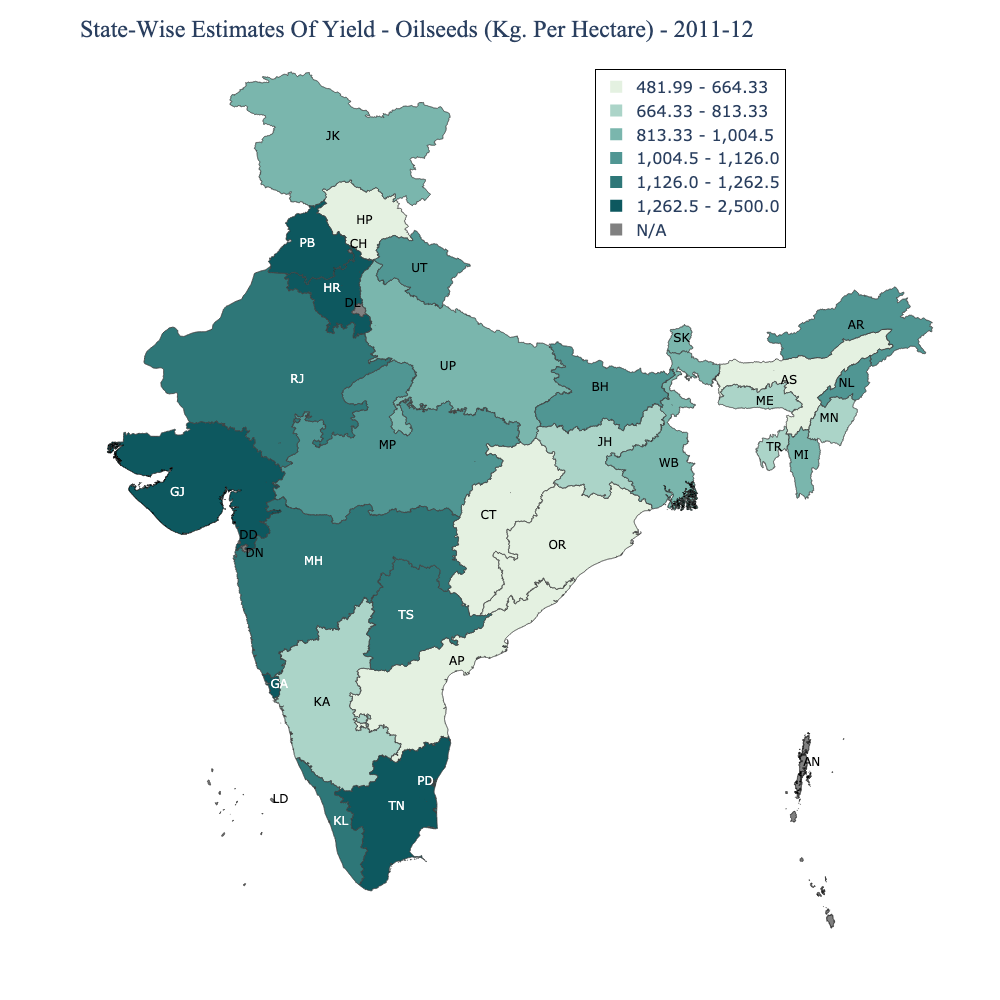 State-Wise Estimates Of Yield - Oilseeds (Kg. Per Hectare) - 2011-12
481.99 - 664.33
664.33 - 813.33
813.33 - 1,004.5
1,004.5 - 1,126.0
1,126.0 - 1,262.5
1,262.5 - 2,500.0
N/A
JK
HP
PB
CH
UT
HR
DL
AR
SK
UP
RJ
AS
NL
BH
ME
MN
MP
JH
TR
MI
WB
GJ
CT
DD
OR
DN
MH
TS
AP
GA
KA
AN
PD
LD
TN
KL